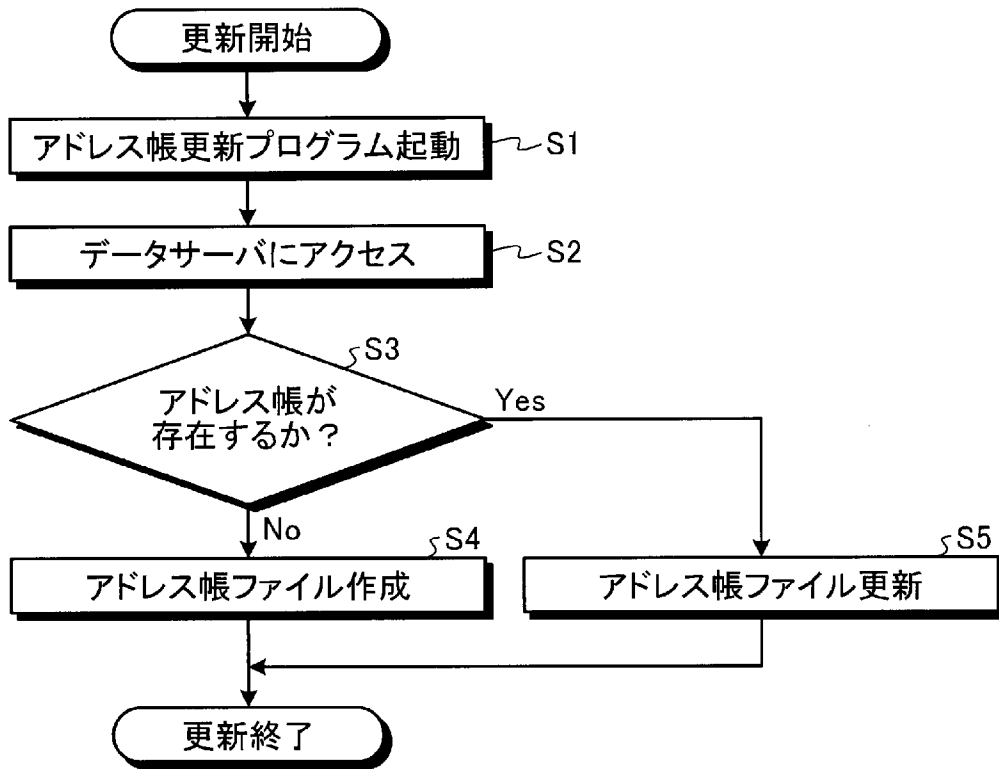 更新開始
アドレス帳更新プログラム起動
S1
データサーバにアクセス
S2
S3
アドレス帳が
存在するか？
Yes
No
S4
アドレス帳ファイル作成
S5
アドレス帳ファイル更新
更新終了